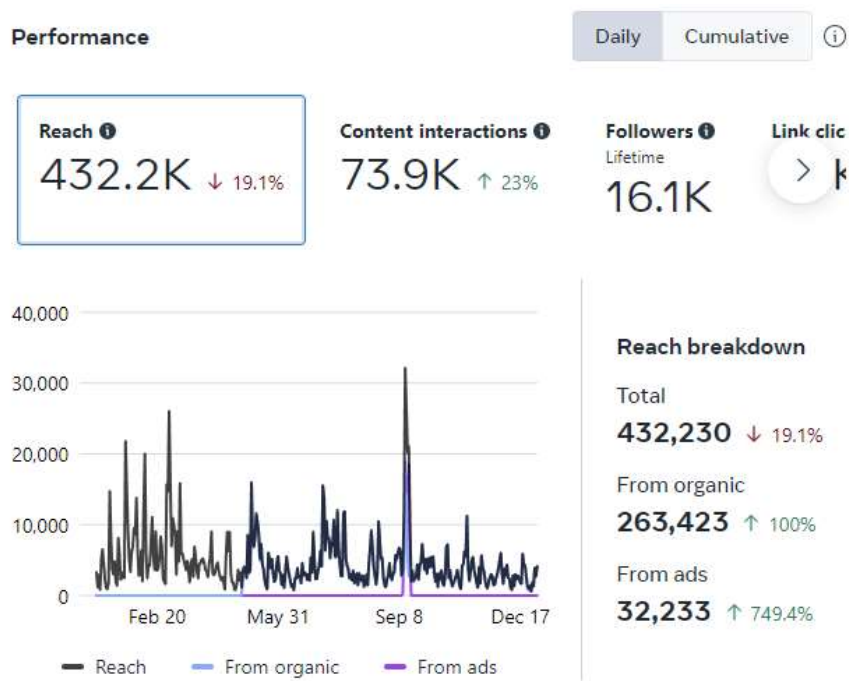 Performance
Daily Cumulative
Reach
432.2K ↓ 19.1%
Content interactions
73.9K ↑ 23%
Followers
Lifetime
16.1K
Link clic
40,000
30,000
20,000
10,000
0
Feb 20 May 31 Sep 8 Dec 17
Reach From organic From ads
Reach breakdown
Total
432,230 ↓ 19.1%
From organic
263,423 ↑ 100%
From ads
32,233 ↑ 749.4%